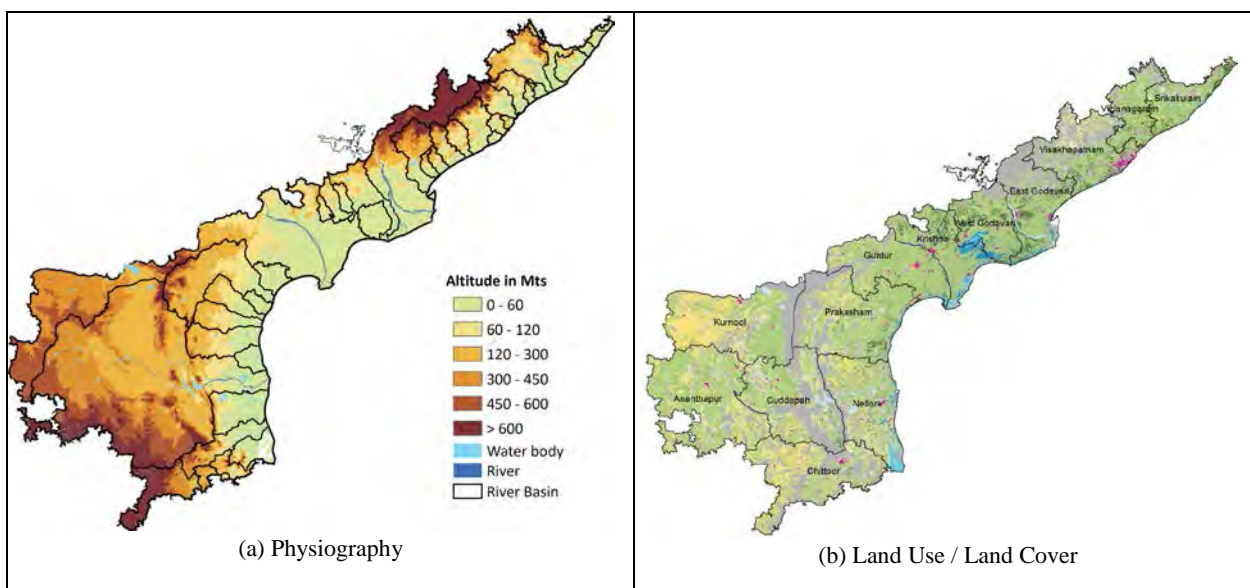 Altitude in Mts
0 - 60
60 - 120
120 - 300
300 - 450
450 - 600
> 600
Water body
River
River Basin
(a) Physiography
Srikakulam
Vizianagaram
Visakhapatnam
East Godavari
West Godavari
Krishna
Guntur
Prakasham
Kurnool
Ananthapur
Cuddapah
Nellore
Chittoor
(b) Land Use / Land Cover